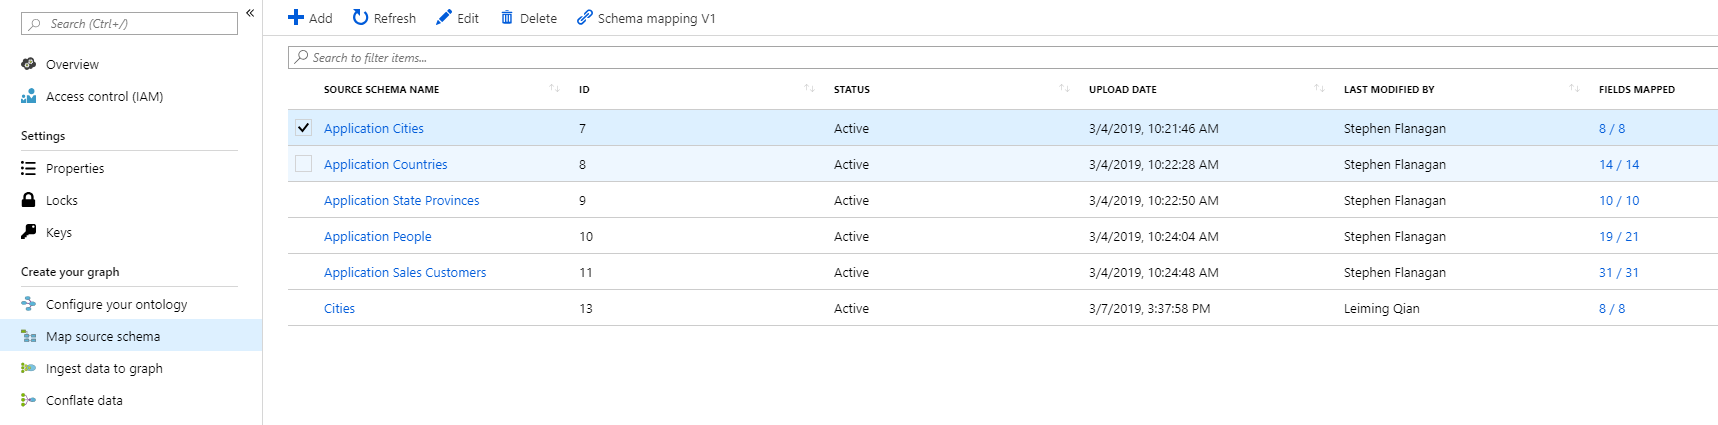 Search (Ctrl+/)
«
Overview
Access control (IAM)
Settings
Properties
Locks
Keys
Create your graph
Configure your ontology
Map source schema
Ingest data to graph
Conflate data
Add Refresh Edit Delete Schema mapping V1
Search to filter items...
SOURCE SCHEMA NAME ID STATUS UPLOAD DATE LAST MODIFIED BY FIELDS MAPPED
Application Cities 7 Active 3/4/2019, 10:21:46 AM Stephen Flanagan 8 / 8
Application Countries 8 Active 3/4/2019, 10:22:28 AM Stephen Flanagan 14 / 14
Application State Provinces 9 Active 3/4/2019, 10:22:50 AM Stephen Flanagan 10 / 10
Application People 10 Active 3/4/2019, 10:24:04 AM Stephen Flanagan 19 / 21
Application Sales Customers 11 Active 3/4/2019, 10:24:48 AM Stephen Flanagan 31 / 31
Cities 13 Active 3/7/2019, 3:37:58 PM Leiming Qian 8 / 8